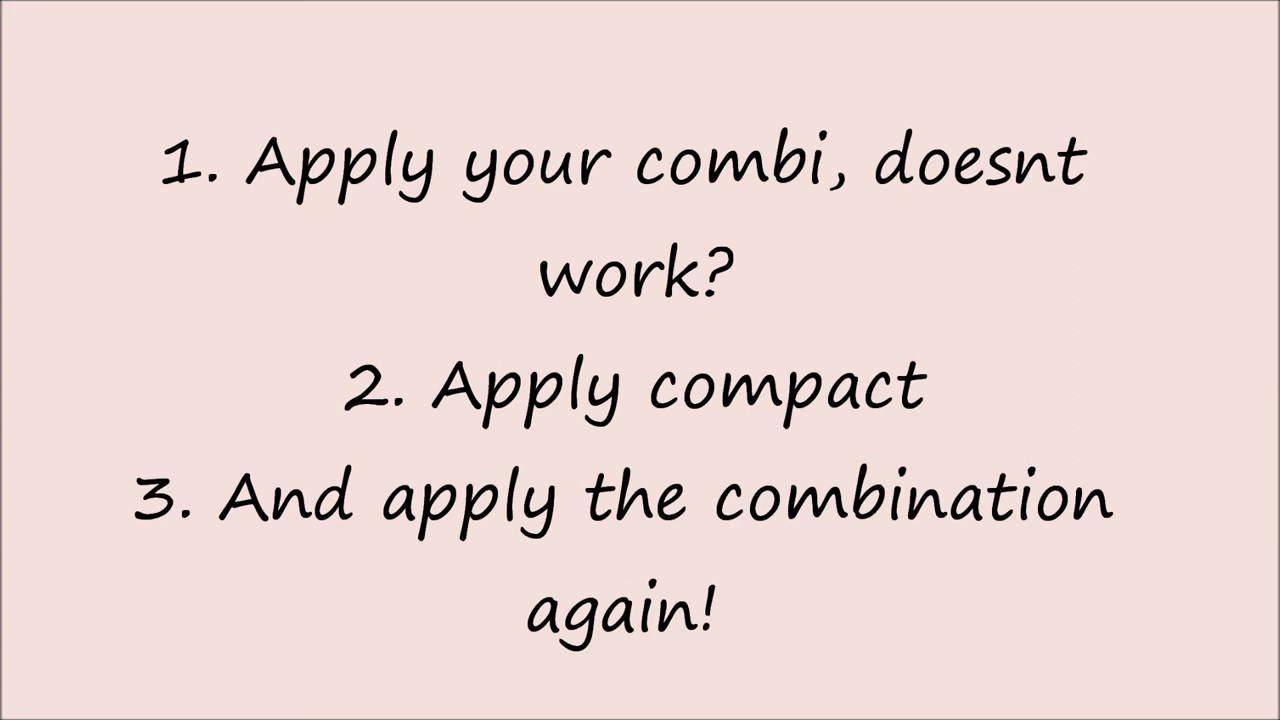 1. Apply your combi, doesnt
work?
2. Apply compact
3. And apply the combination
again!